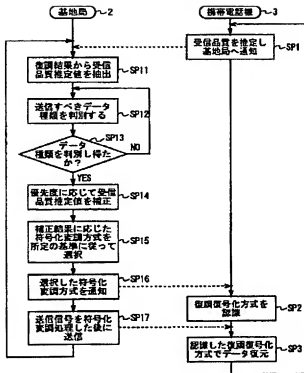 基地局 2
携帯電話機 3
受信品質を推定し
基地局へ通知
SP1
復調結果から受信
品質推定値を抽出
SP11
送信すべきデータ
種類を判別する
SP12
SP13
データ
種類を判別し得た
か?
NO
YES
優先度に応じて受信
品質推定値を補正
SP14
補正結果に応じた
符号化変調方式を
所定の基準に従って
選択
SP15
選択した符号化
変調方式を通知
SP16
復調復号化方式を
認識
SP2
送信信号を符号化
変調処理した後に
送信
SP17
認識した復調復号化
方式でデータ復元
SP3